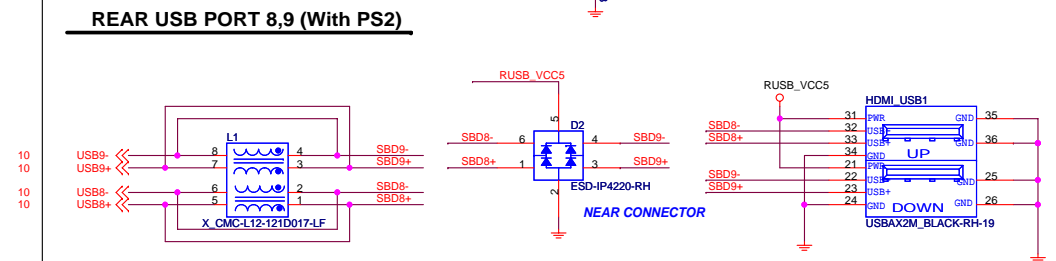 REAR USB PORT 8,9 (With PS2)
RUSB_VCC5
RUSB_VCC5
HDMI_USB1
L1
D2
10 USB9- 8 4 SBD9-
10 USB9+ 7 3 SBD9+
10 USB8- 6 2 SBD8-
10 USB8+ 5 1 SBD8+
X_CMC-L12-121D017-LF
5
SBD8- 6 4 SBD9-
SBD8+ 1 3 SBD9+
2
ESD-IP4220-RH
NEAR CONNECTOR
31 PWR GND 35
SBD8- 32 USB-
SBD8+ 33 USB+ GND 36
34 GND UP
21 PWR
SBD9- 22 USB- GND 25
SBD9+ 23 USB+
24 GND DOWN GND 26
USBAX2M_BLACK-RH-19